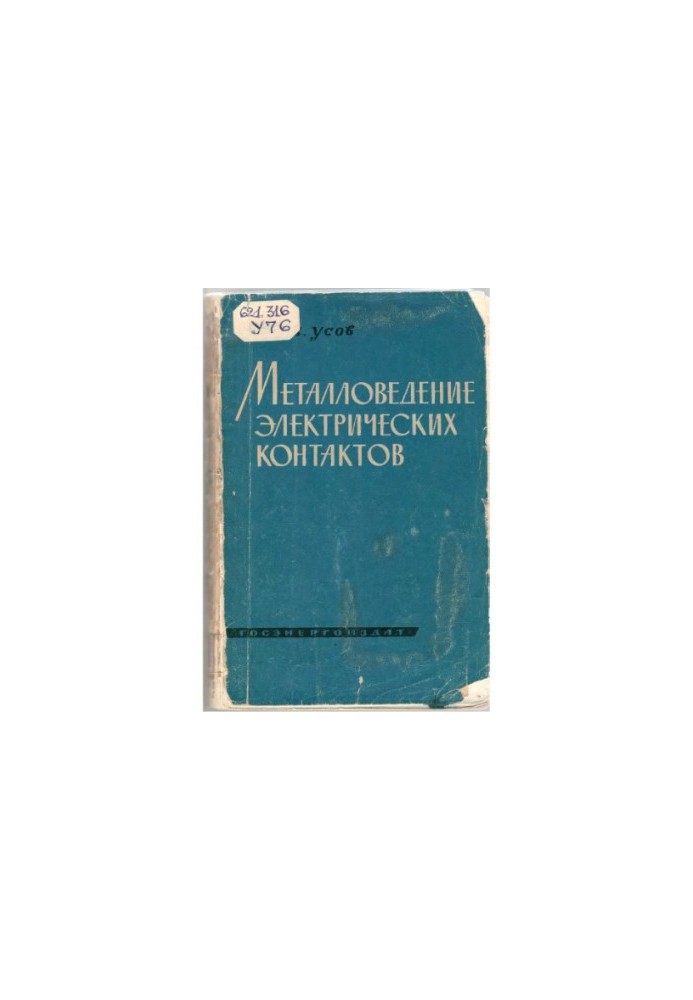 621.316
У76
. Усов
Металловедение
электрических
контактов
ГОСЭНЕРГОИЗДАТ